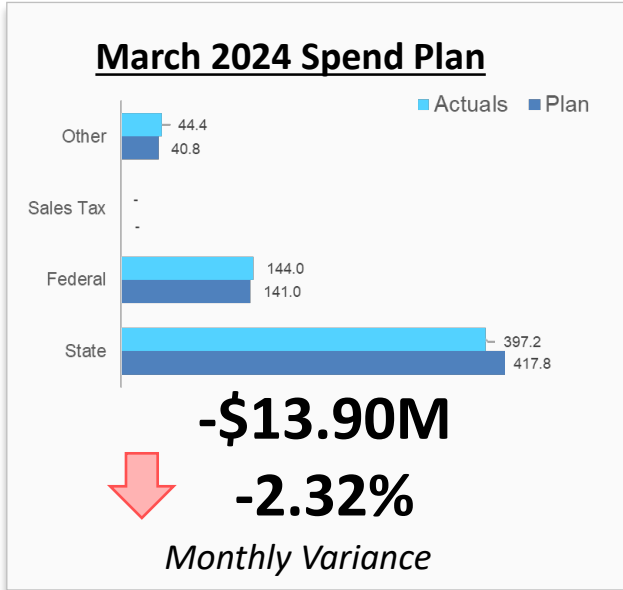 March 2024 Spend Plan
Actuals Plan
Other 44.4
40.8
Sales Tax -
-
Federal 144.0
141.0
State 397.2
417.8
-$13.90M
-2.32%
Monthly Variance